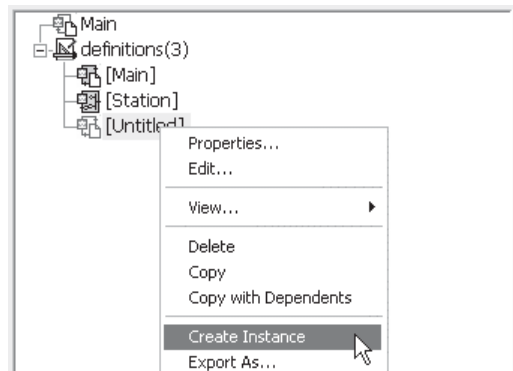 Main
definitions(3)
[Main]
[Station]
[Untitled]
Properties...
Edit...
View...
Delete
Copy
Copy with Dependents
Create Instance
Export As...